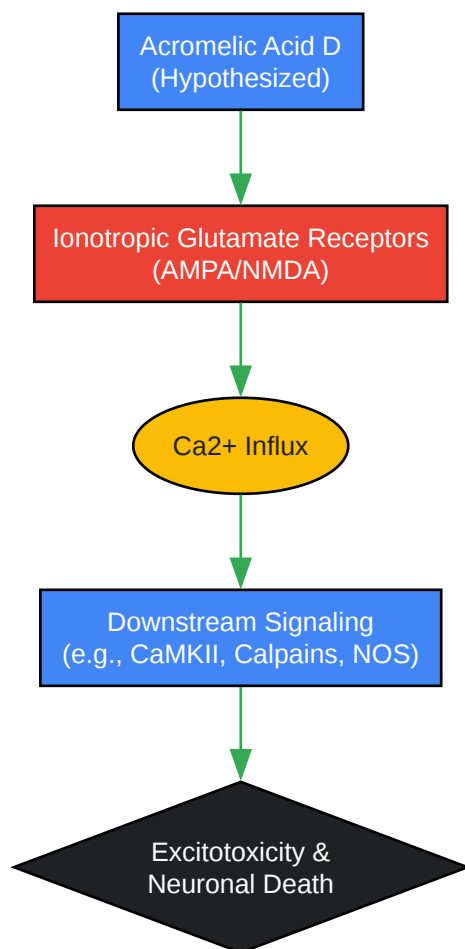 Acromelic Acid D
(Hypothesized)
Ionotropic Glutamate Receptors
(AMPA/NMDA)
Ca2+ Influx
Downstream Signaling
(e.g., CaMKII, Calpains, NOS)
Excitotoxicity &
Neuronal Death